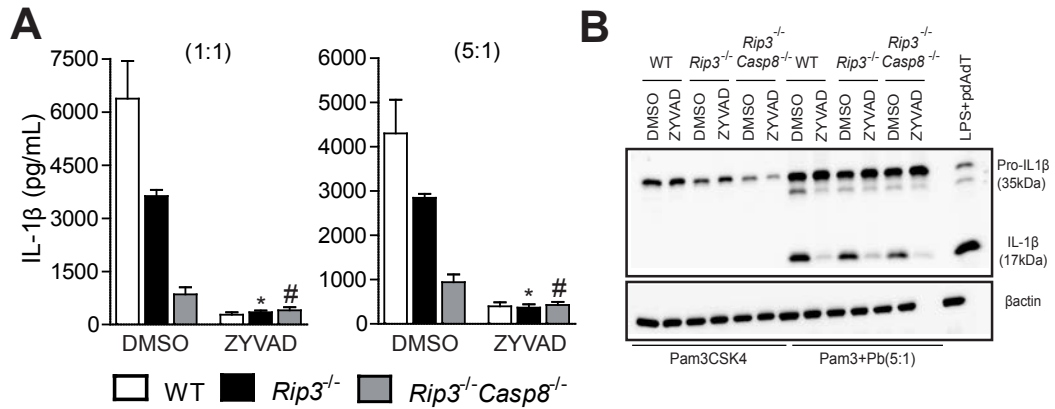 A
(1:1)
(5:1)
IL-1β (pg/mL)
7500
6000
4500
3000
1500
0
* #
DMSO ZYVAD
6000
5000
4000
3000
2000
1000
0
* #
DMSO ZYVAD
WT Rip3-/- Rip3-/-Casp8-/-
B
WT Rip3-/- Rip3-/- Casp8-/- WT Rip3-/- Rip3-/- Casp8-/- LPS+pdAdT
DMSO ZYVAD DMSO ZYVAD DMSO ZYVAD DMSO ZYVAD DMSO ZYVAD DMSO ZYVAD
Pro-IL1β
(35kDa)
IL-1β
(17kDa)
βactin
Pam3CSK4 Pam3+Pb(5:1)